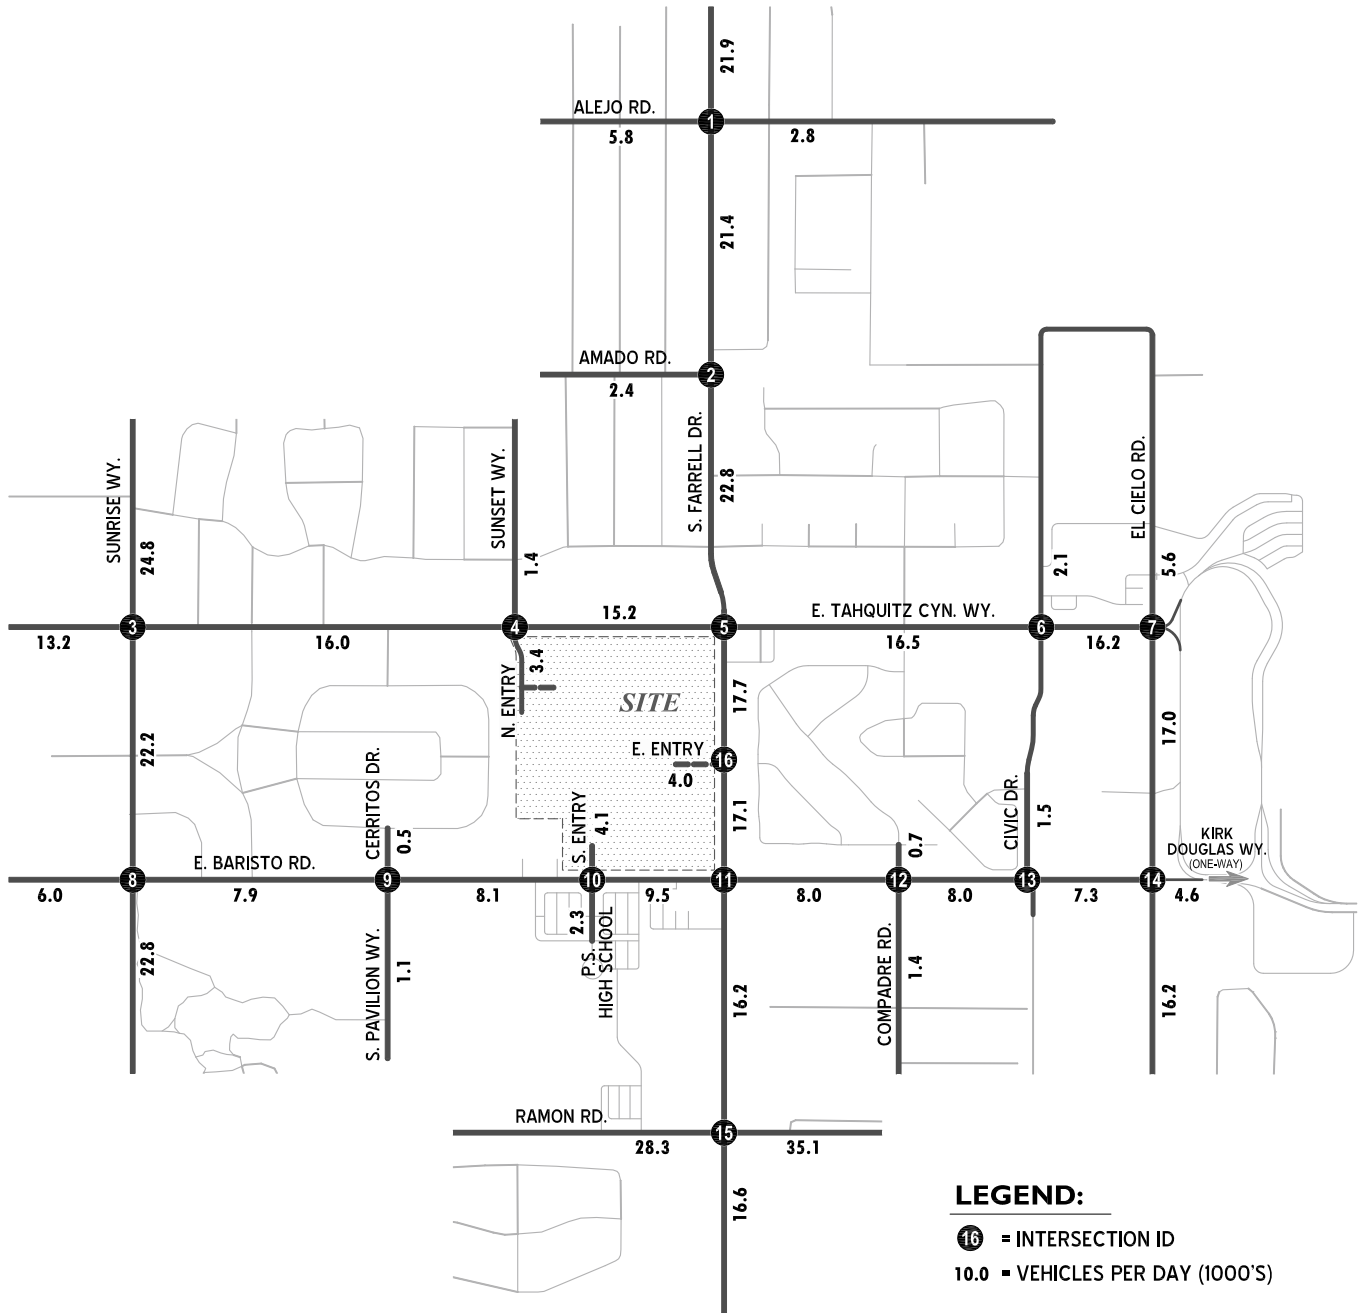 21.9
ALEJO RD.
1
5.8
2.8
21.4
AMADO RD.
2
2.4
S. FARRELL DR.
22.8
SUNRISE WY.
24.8
SUNSET WY.
1.4
EL CIELO RD.
2.1
5.6
15.2
E. TAHQUITZ CYN. WY.
3
4
5
6
7
13.2
16.0
16.5
16.2
N. ENTRY
3.4
SITE
17.7
17.0
22.2
E. ENTRY
16
4.0
CERRITOS DR.
0.5
S. ENTRY
4.1
17.1
0.7
CIVIC DR.
1.5
KIRK
DOUGLAS WY.
(ONE-WAY)
E. BARISTO RD.
8
9
10
11
12
13
14
6.0
7.9
8.1
9.5
8.0
8.0
7.3
4.6
22.8
S. PAVILION WY.
1.1
2.3
P.S.
HIGH SCHOOL
16.2
COMPADRE RD.
1.4
16.2
RAMON RD.
15
28.3
35.1
16.6
LEGEND:
16 = INTERSECTION ID
10.0 = VEHICLES PER DAY (1000'S)